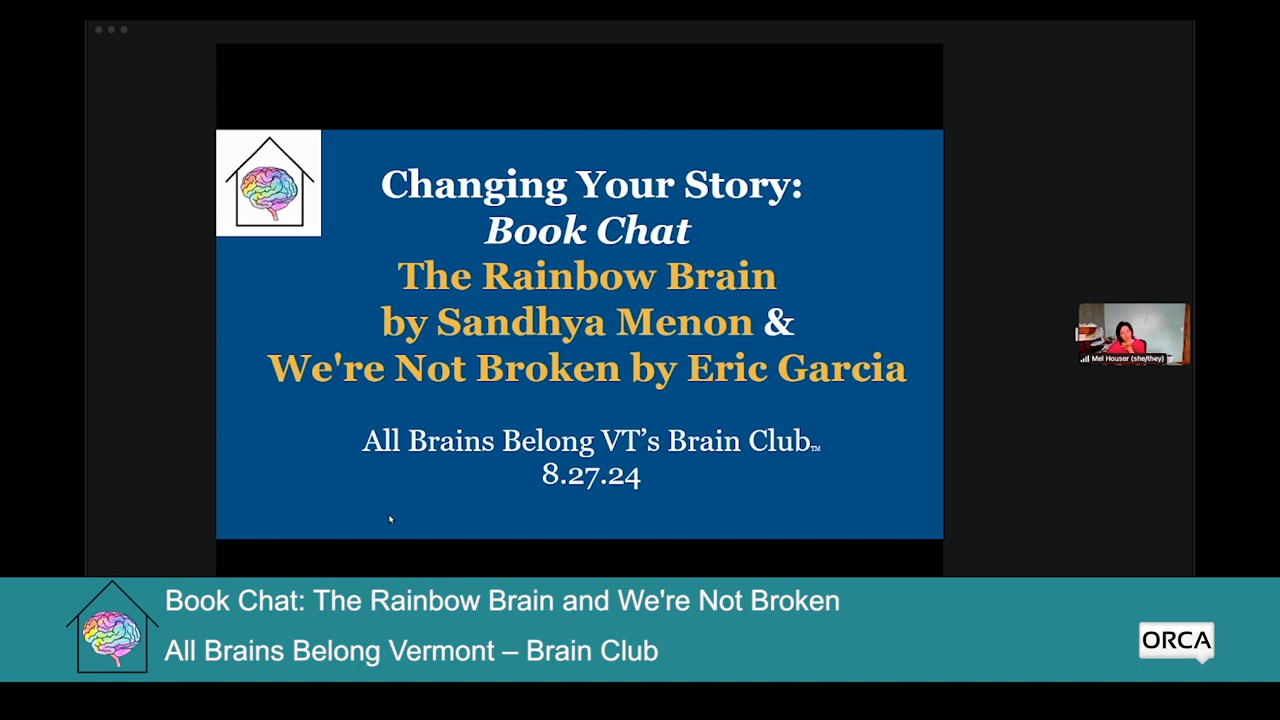 Changing Your Story:
Book Chat
The Rainbow Brain
by Sandhya Menon &
We're Not Broken by Eric Garcia
All Brains Belong VT’s Brain Club™
8.27.24
Mel Houser (she/they)
Book Chat: The Rainbow Brain and We're Not Broken
All Brains Belong Vermont – Brain Club
ORCA